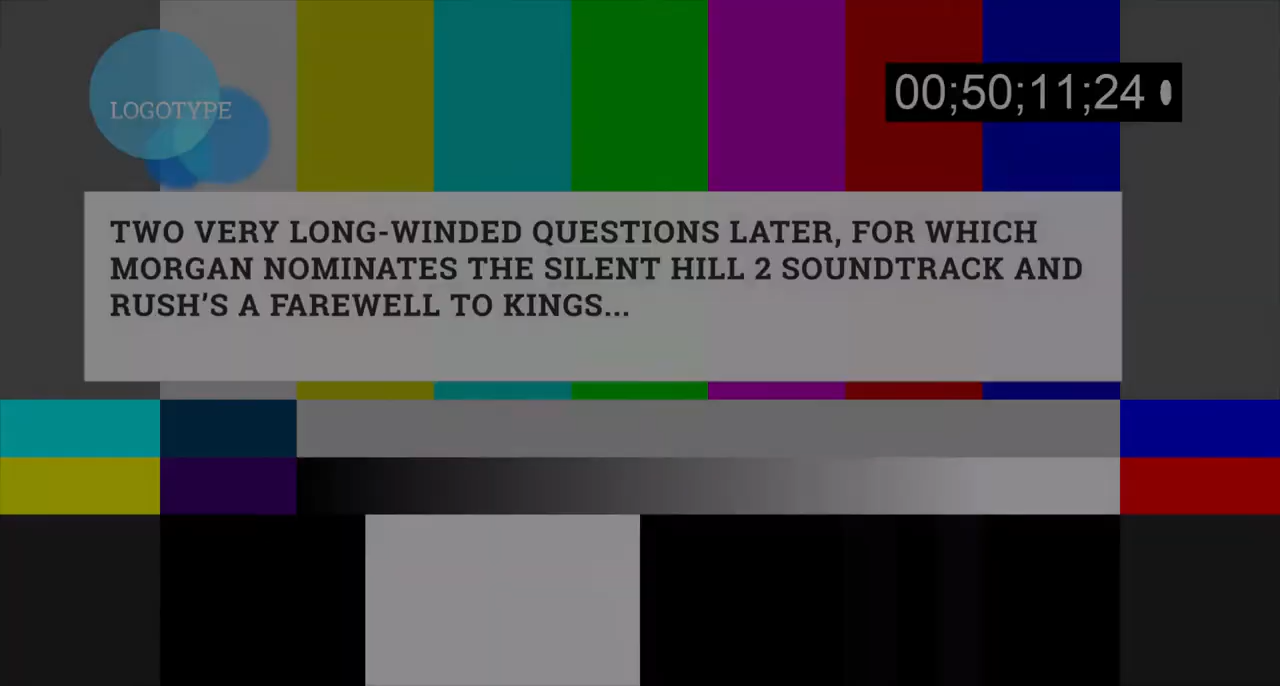 LOGOTYPE
00;50;11;24
TWO VERY LONG-WINDED QUESTIONS LATER, FOR WHICH
MORGAN NOMINATES THE SILENT HILL 2 SOUNDTRACK AND
RUSH’S A FAREWELL TO KINGS...